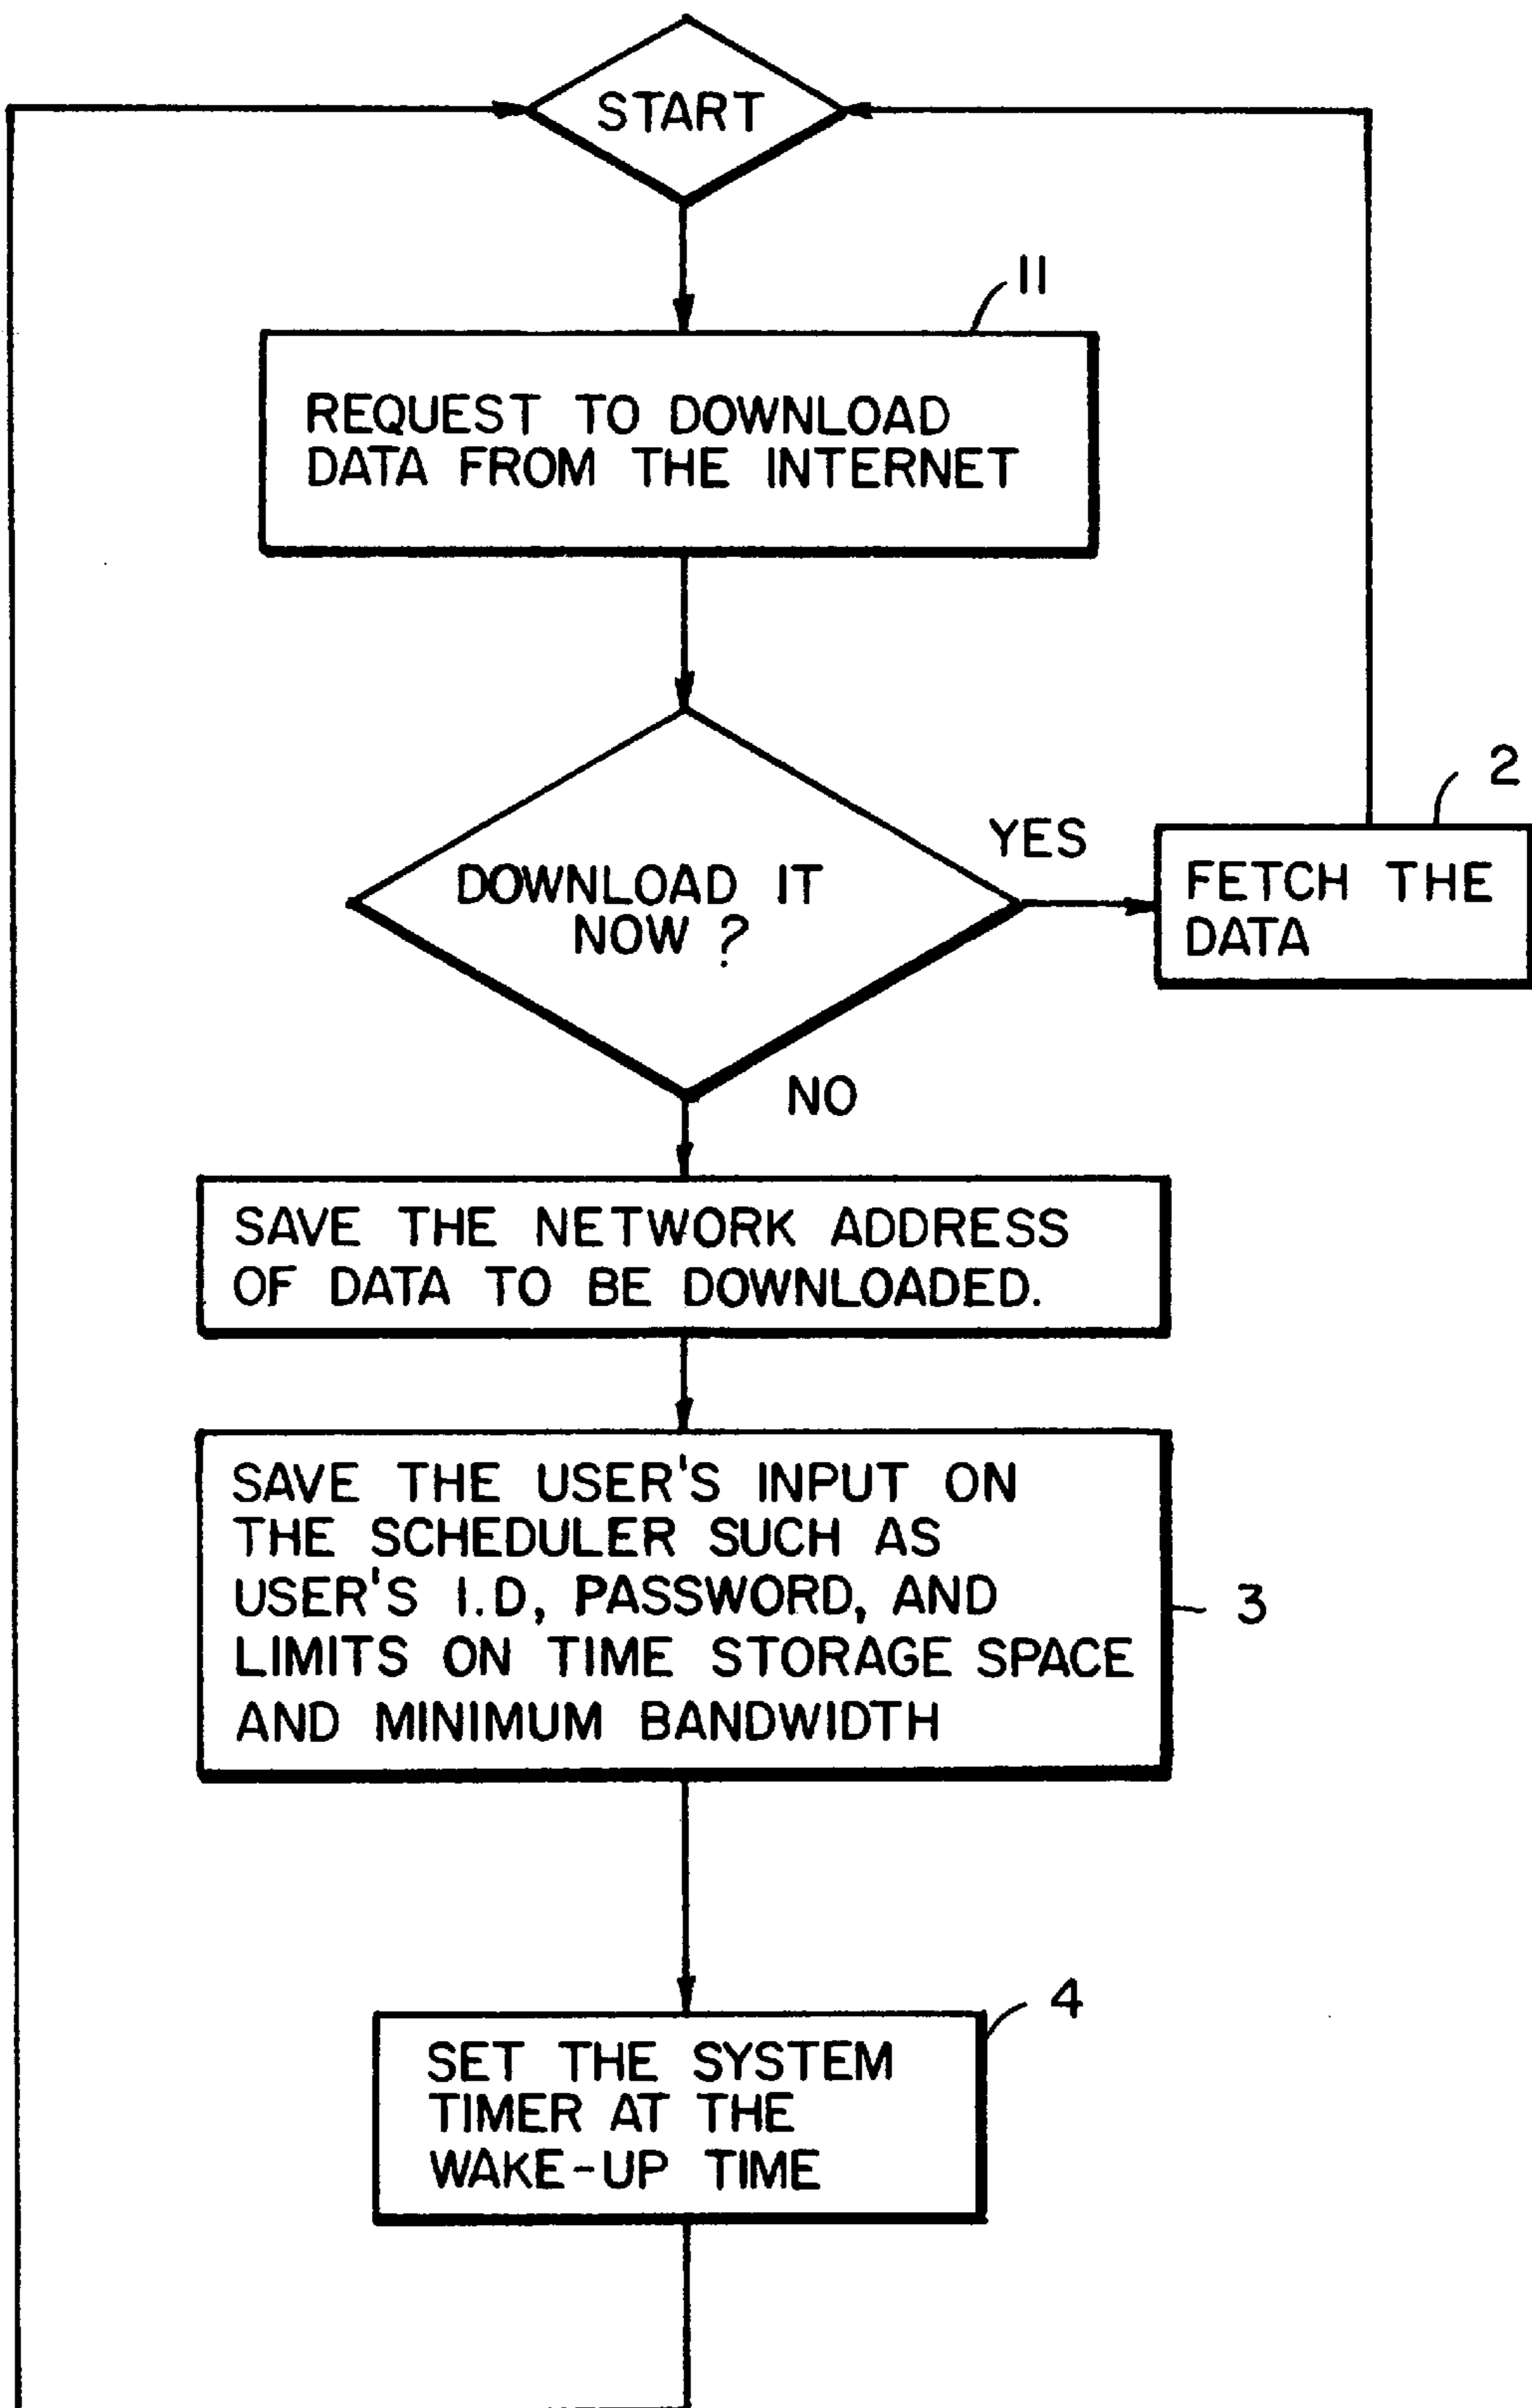 START
11
REQUEST TO DOWNLOAD
DATA FROM THE INTERNET
DOWNLOAD IT
NOW ?
YES
2
FETCH THE
DATA
NO
SAVE THE NETWORK ADDRESS
OF DATA TO BE DOWNLOADED.
SAVE THE USER'S INPUT ON
THE SCHEDULER SUCH AS
USER'S I.D, PASSWORD, AND
LIMITS ON TIME STORAGE SPACE
AND MINIMUM BANDWIDTH
3
4
SET THE SYSTEM
TIMER AT THE
WAKE-UP TIME